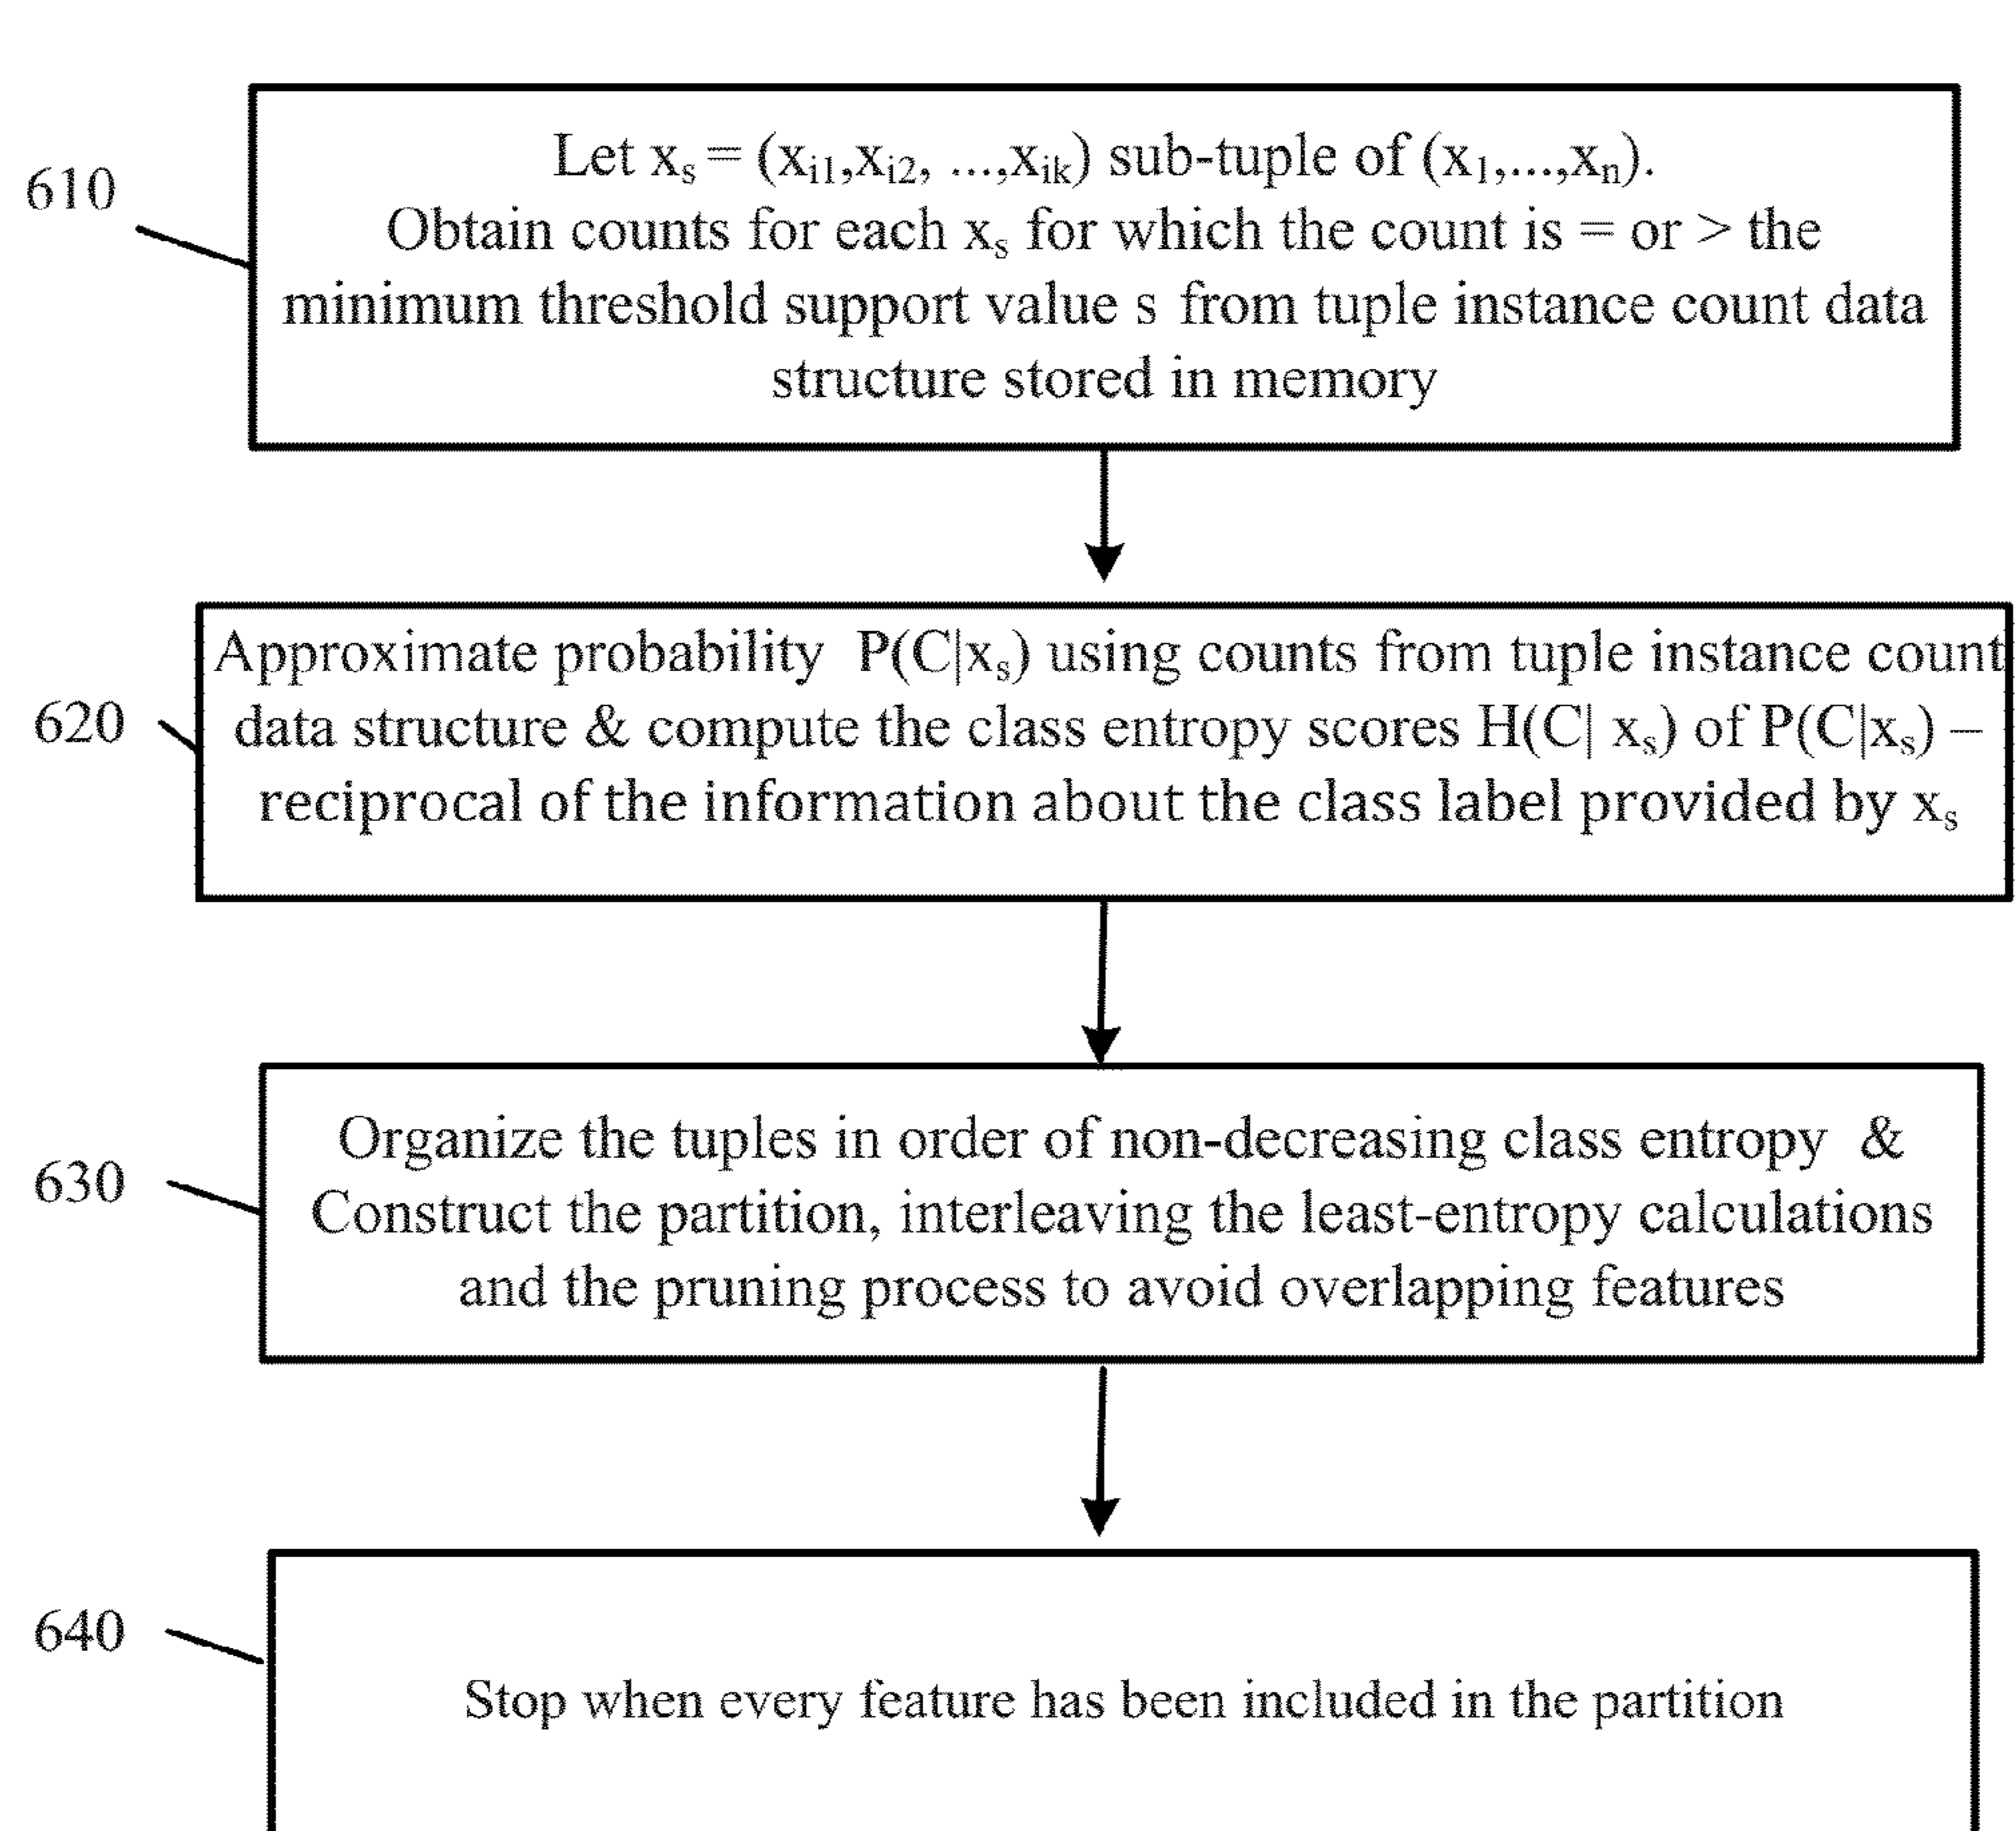 610
Let xₛ = (xᵢ₁,xᵢ₂, ...,xᵢₖ) sub-tuple of (x₁,...,xₙ).
Obtain counts for each xₛ for which the count is = or > the
minimum threshold support value s from tuple instance count data
structure stored in memory
620
Approximate probability P(C|xₛ) using counts from tuple instance count
data structure & compute the class entropy scores H(C| xₛ) of P(C|xₛ) –
reciprocal of the information about the class label provided by xₛ
630
Organize the tuples in order of non-decreasing class entropy &
Construct the partition, interleaving the least-entropy calculations
and the pruning process to avoid overlapping features
640
Stop when every feature has been included in the partition